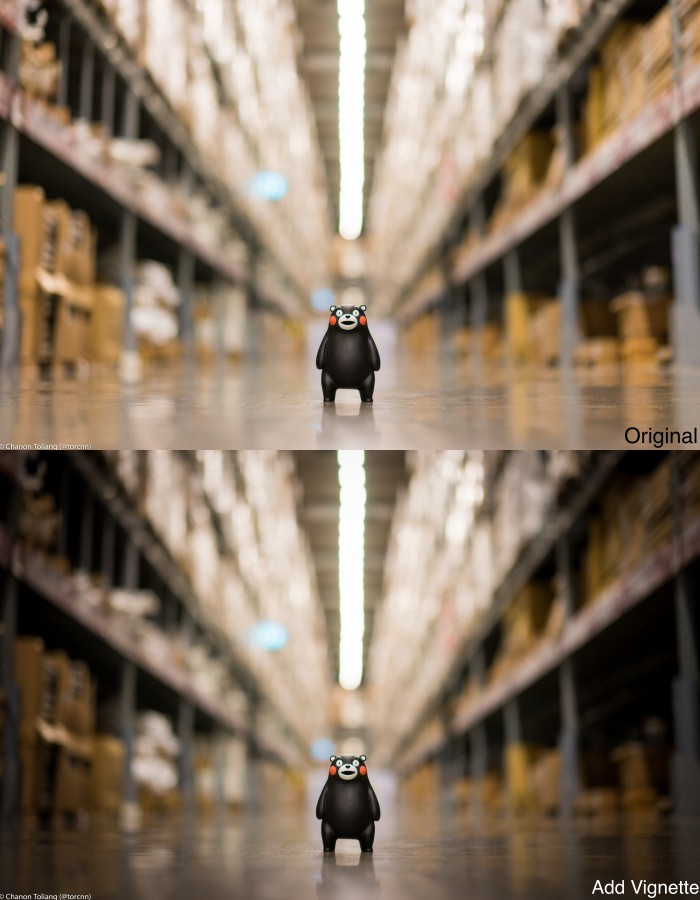 Original
© Chanon Toliang (@torcnn)
Add Vignette
© Chanon Toliang (@torcnn)